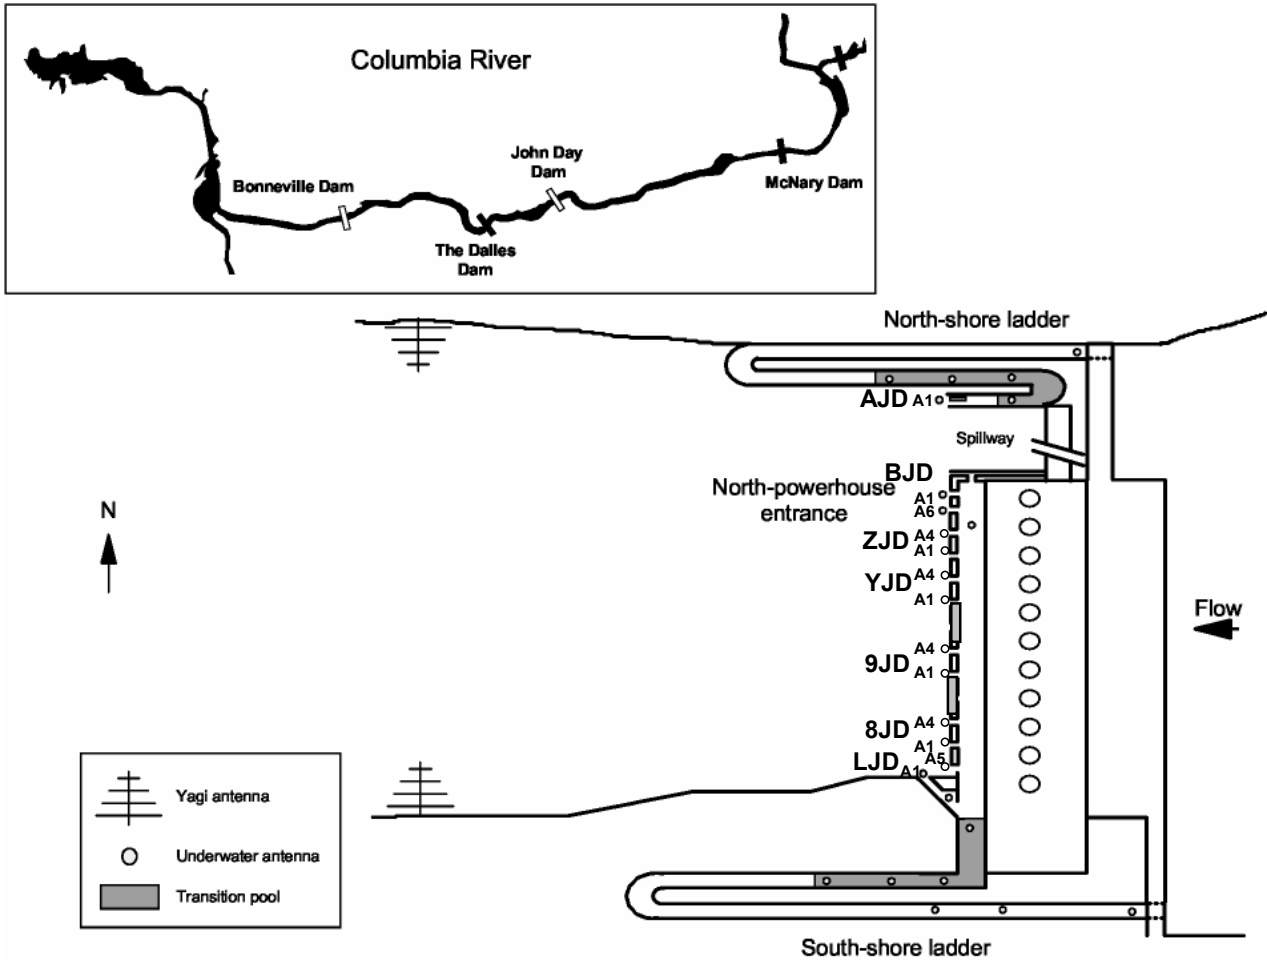 Columbia River
John Day
Dam
Bonneville Dam
McNary Dam
The Dalles
Dam
North-shore ladder
AJD A1
Spillway
BJD
North-powerhouse
entrance
A1
A6
N
ZJD A4
A1
YJD A4
A1
Flow
A4
9JD A1
A4
8JD
A1
LJD A1 A5
Yagi antenna
Underwater antenna
Transition pool
South-shore ladder